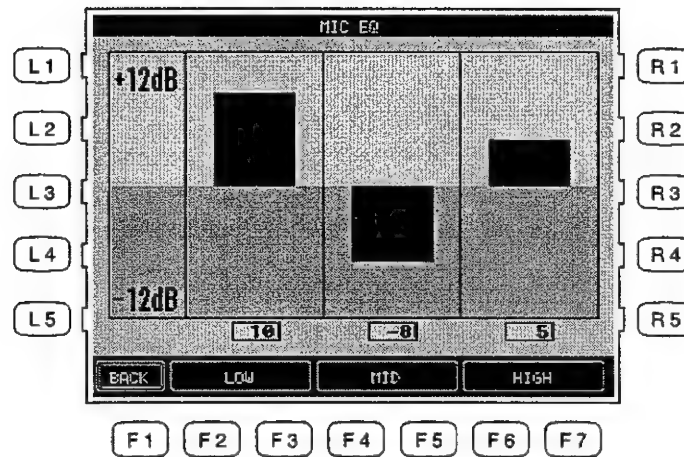 MIC EQ
L1 +12dB R1
L2 R2
L3 R3
L4 R4
-12dB
L5 10 -8 5 R5
BACK LOW MID HIGH
F1 F2 F3 F4 F5 F6 F7